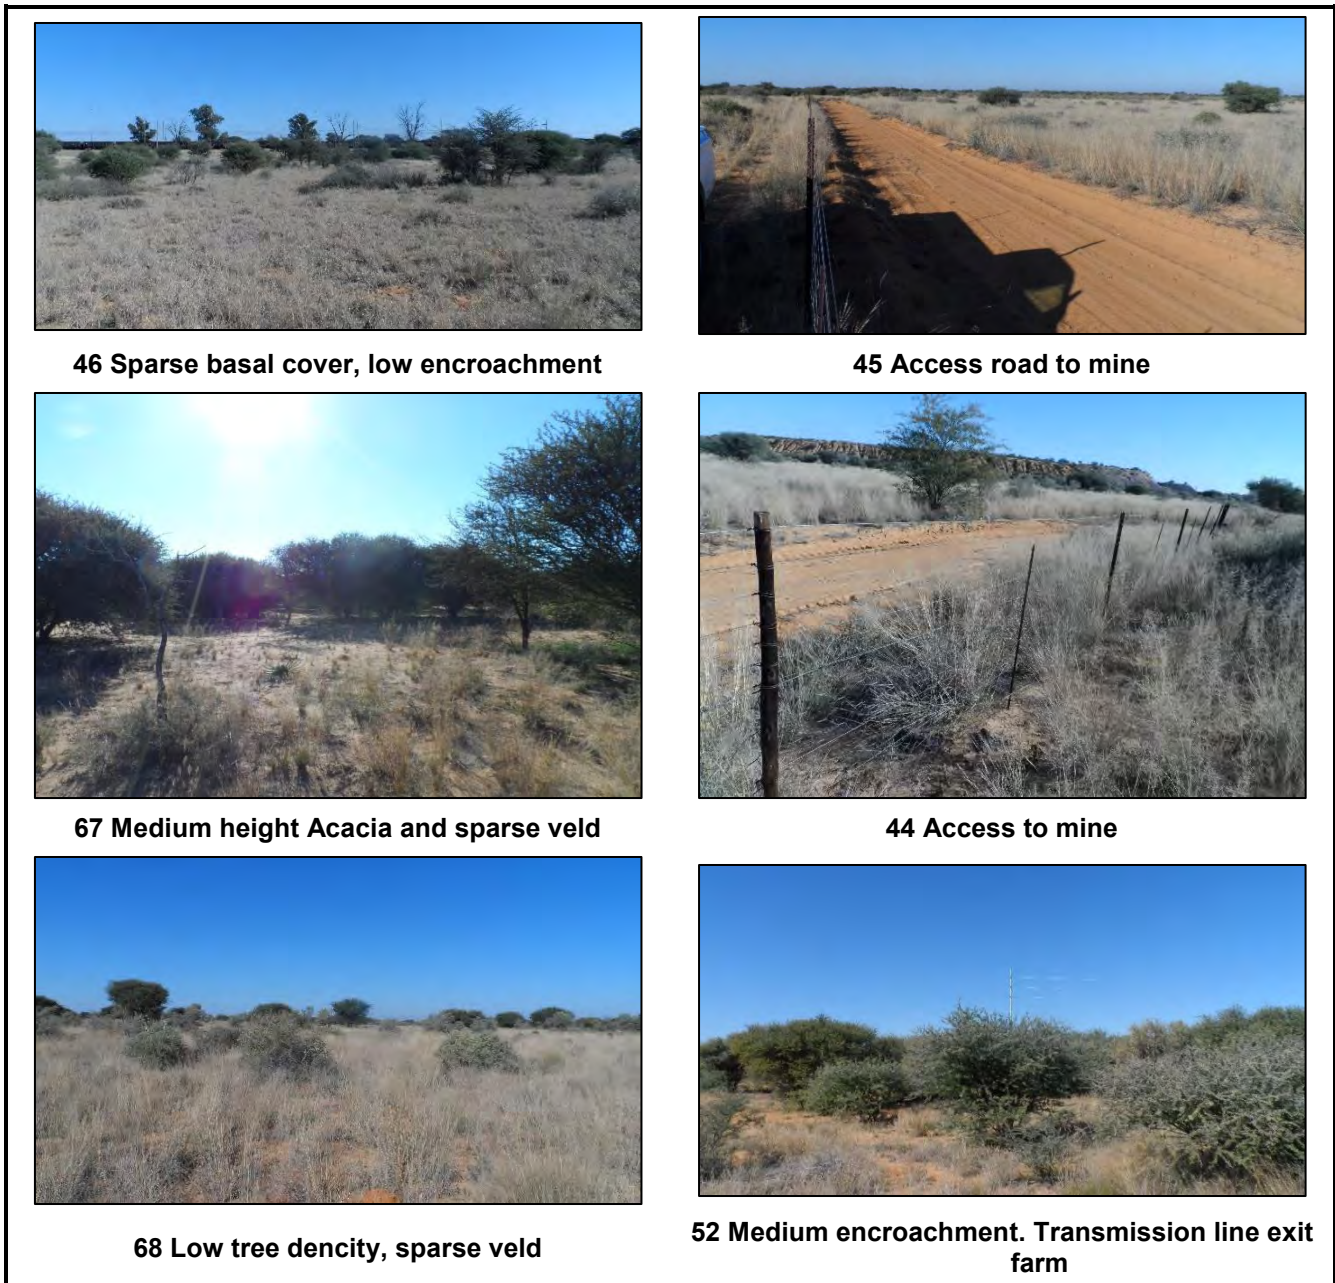 46 Sparse basal cover, low encroachment
45 Access road to mine
67 Medium height Acacia and sparse veld
44 Access to mine
68 Low tree dencity, sparse veld
52 Medium encroachment. Transmission line exit
farm